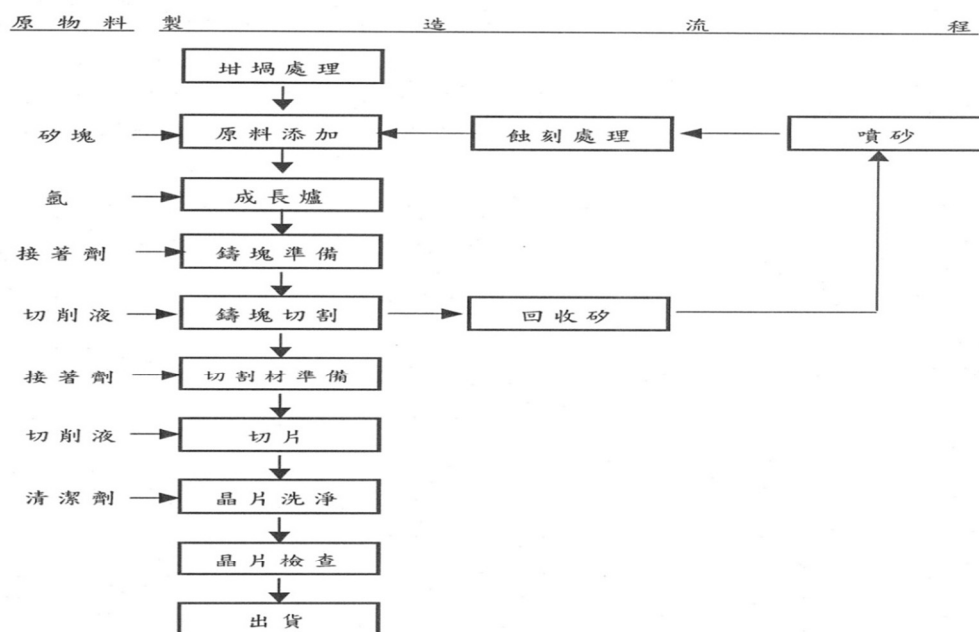 原物料 製造流程
坩堝處理
矽塊 原料添加 蝕刻處理 噴砂
氬 成長爐
接著劑 鑄塊準備
切削液 鑄塊切割 回收矽
接著劑 切割材準備
切削液 切片
清潔劑 晶片洗淨
晶片檢查
出貨